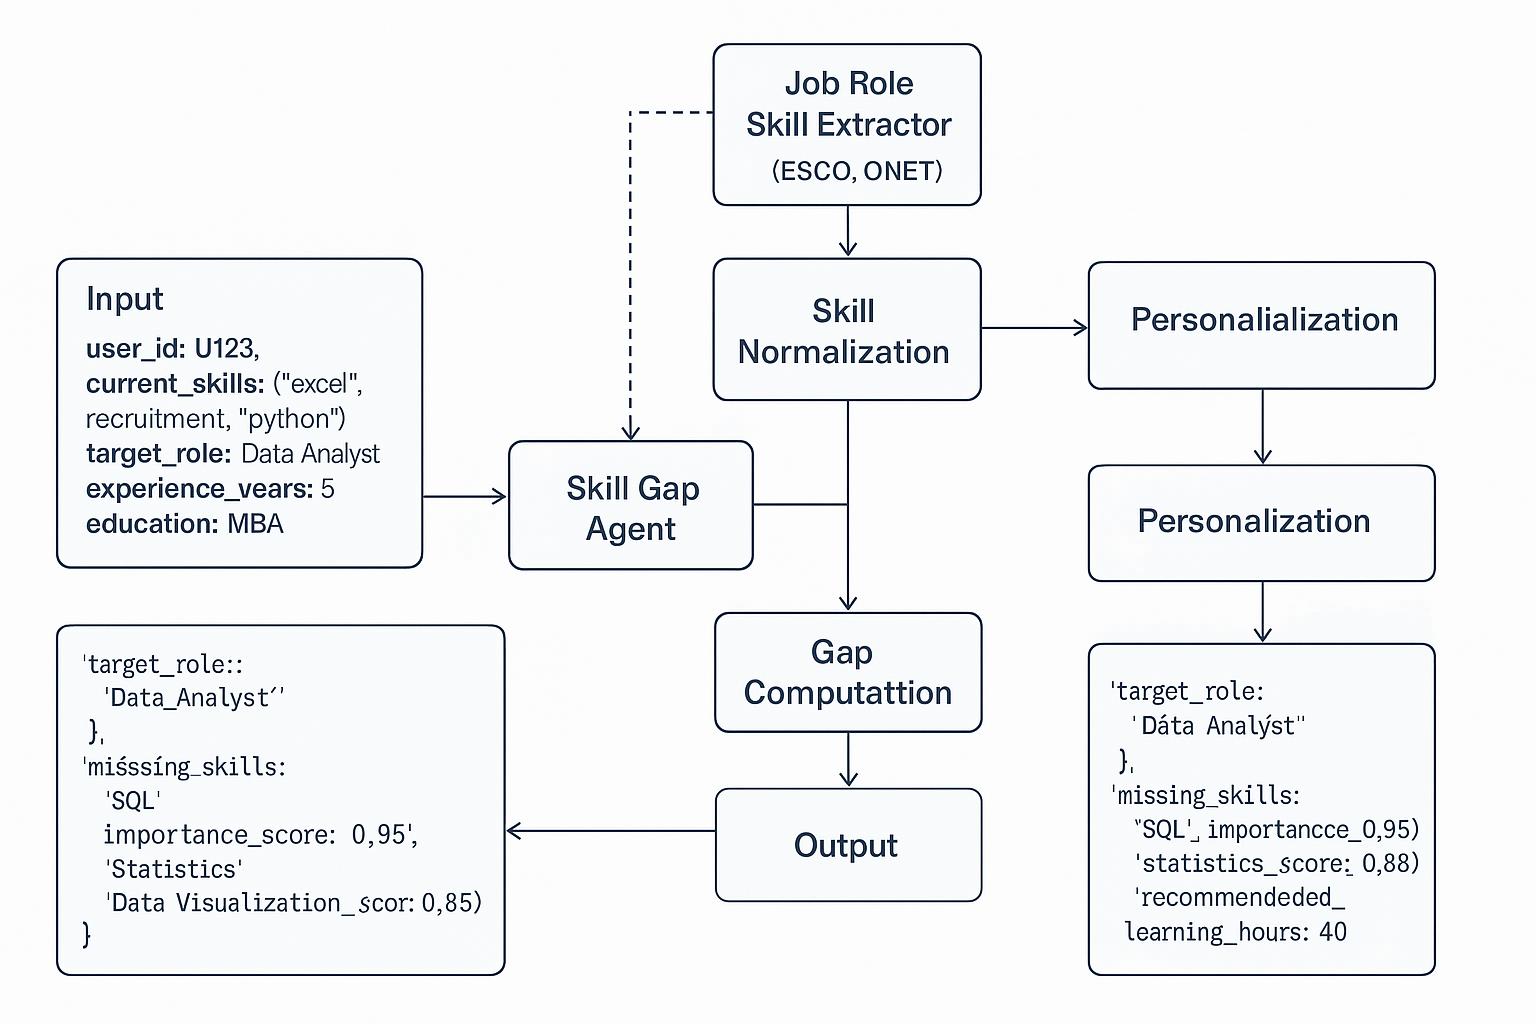 Job Role
Skill Extractor
(ESCO, ONET)
Input
user_id: U123,
current_skills: ("excel",
recruitment, "python")
target_role: Data Analyst
experience_vears: 5
education: MBA
Skill
Normalization
Personalialization
Skill Gap
Agent
Personalization
Gap
Computattion
Output
'target_role::
'Data_Analyst´'
},
'miśssíng_skills:
'SQL'
importance_score: 0,95',
'Statistics'
'Data Visualization_scor: 0,85)
}
'target_role:
'Dáta Analýst"
},
'missing_skills:
"SQL', importancce_0,95)
'statistics_score: 0,88)
'recommendeded_
learning_hours: 40